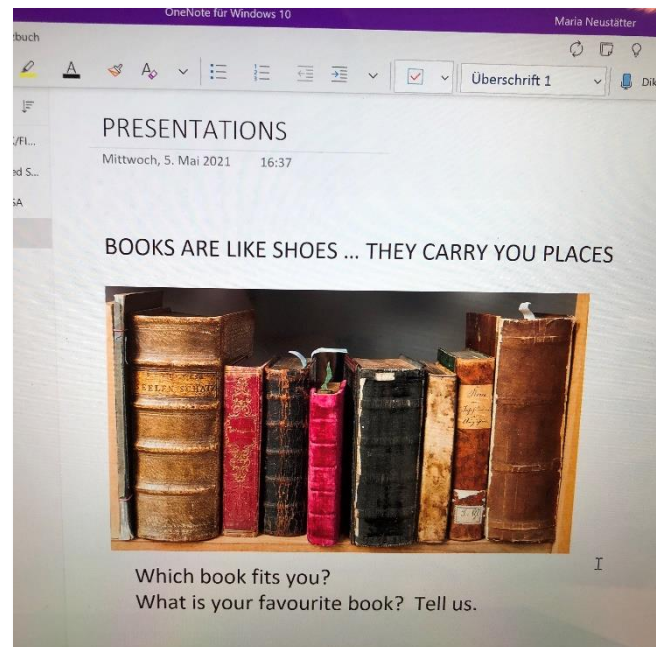 OneNote für Windows 10
Maria Neustätter
Überschrift 1
PRESENTATIONS
Mittwoch, 5. Mai 2021 16:37
BOOKS ARE LIKE SHOES ... THEY CARRY YOU PLACES
Which book fits you?
What is your favourite book? Tell us.